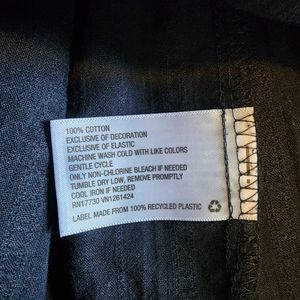 100% COTTON
EXCLUSIVE OF DECORATION
EXCLUSIVE OF ELASTIC
MACHINE WASH COLD WITH LIKE COLORS
GENTLE CYCLE
ONLY NON-CHLORINE BLEACH IF NEEDED
TUMBLE DRY LOW, REMOVE PROMPTLY
COOL IRON IF NEEDED
RN17730 VN1261424
LABEL MADE FROM 100% RECYCLED PLASTIC